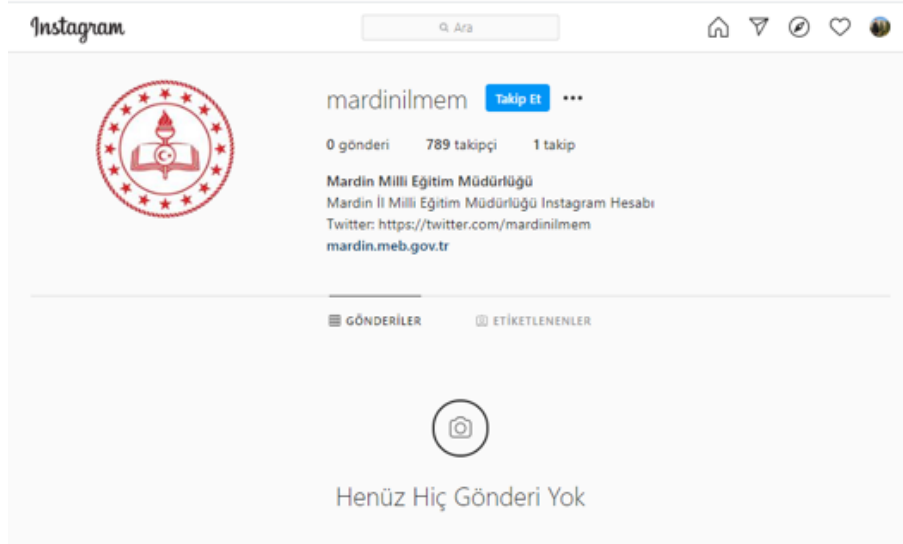 Instagram
Ara
mardinilmem Takip Et
0 gönderi 789 takipçi 1 takip
Mardin Milli Eğitim Müdürlüğü
Mardin İl Milli Eğitim Müdürlüğü Instagram Hesabı
Twitter: https://twitter.com/mardinilmem
mardin.meb.gov.tr
GÖNDERİLER ETİKETLENENLER
Henüz Hiç Gönderi Yok